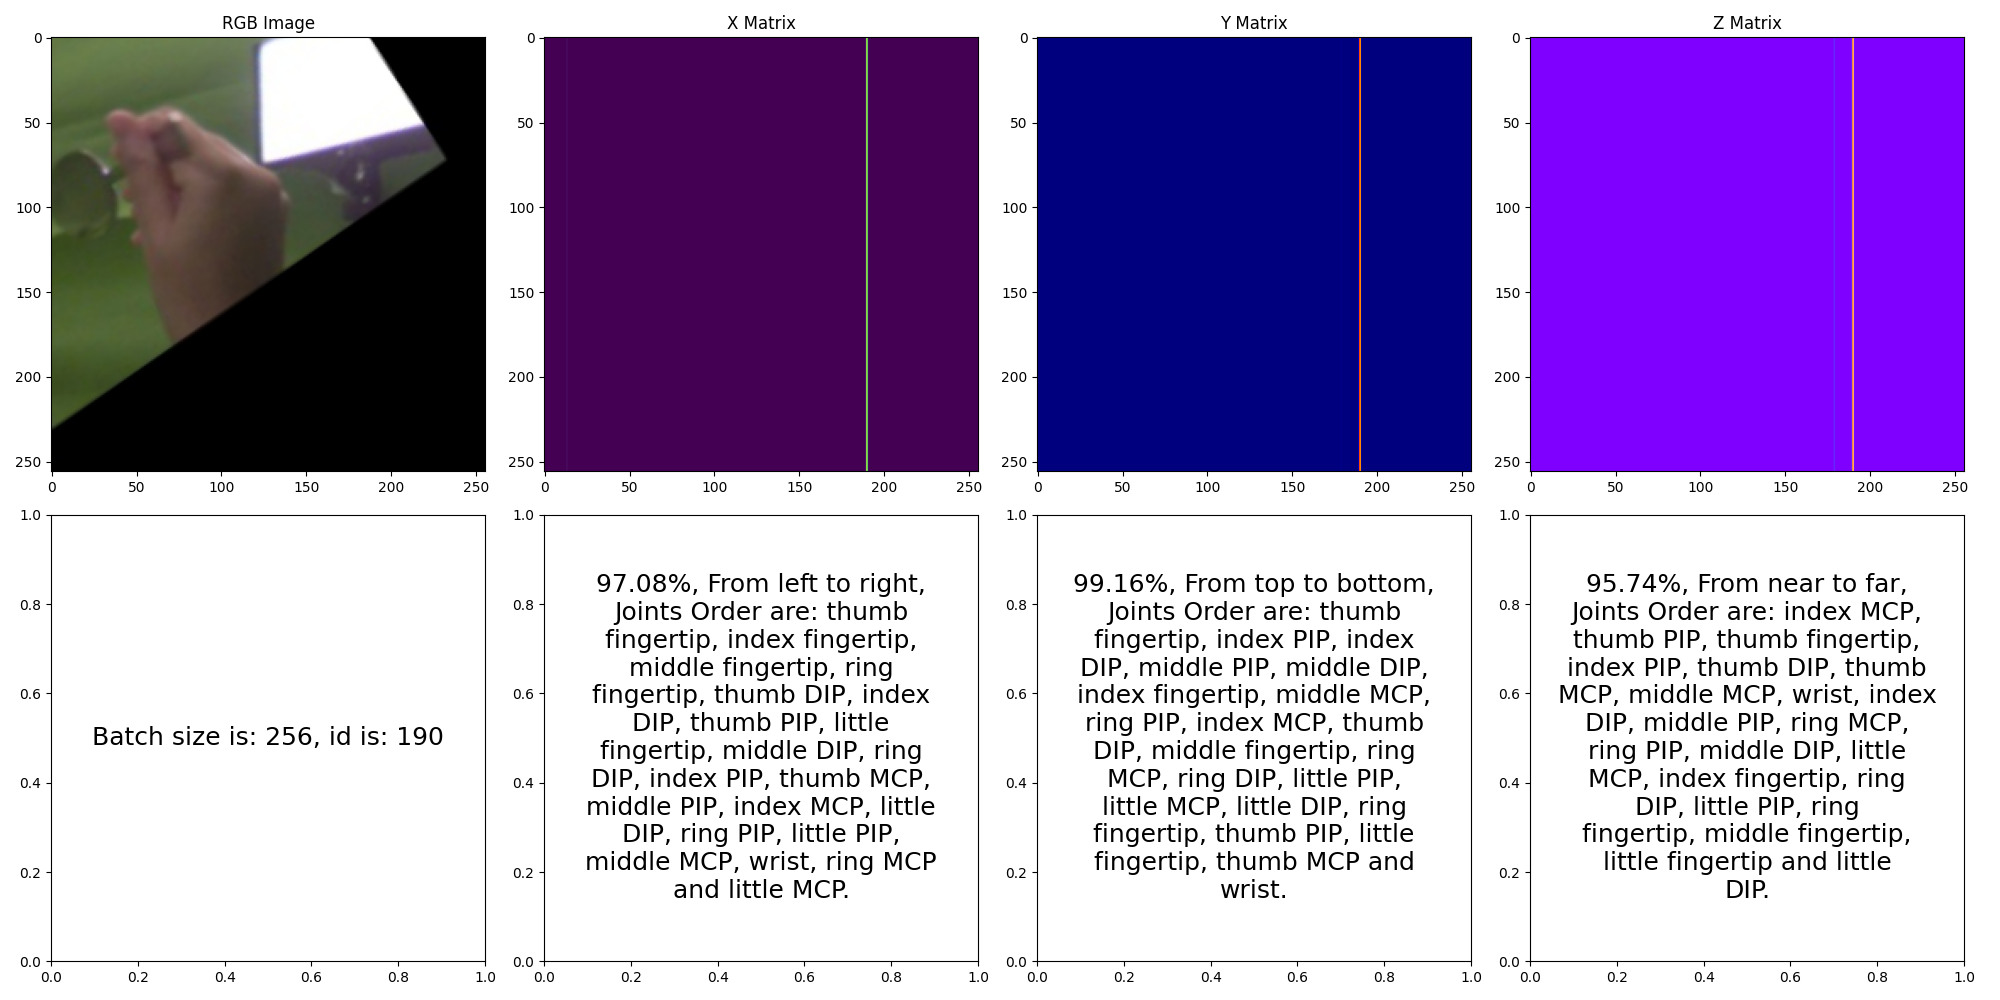 RGB Image
X Matrix
Y Matrix
Z Matrix
0
50
100
150
200
250
0
50
100
150
200
250
0
50
100
150
200
250
0
50
100
150
200
250
0
50
100
150
200
250
0
50
100
150
200
250
0
50
100
150
200
250
0
50
100
150
200
250
1.0
0.8
0.6
0.4
0.2
0.0
0.0
0.2
0.4
0.6
0.8
1.0
Batch size is: 256, id is: 190
1.0
0.8
0.6
0.4
0.2
0.0
0.0
0.2
0.4
0.6
0.8
1.0
97.08%, From left to right,
Joints Order are: thumb
fingertip, index fingertip,
middle fingertip, ring
fingertip, thumb DIP, index
DIP, thumb PIP, little
fingertip, middle DIP, ring
DIP, index PIP, thumb MCP,
middle PIP, index MCP, little
DIP, ring PIP, little PIP,
middle MCP, wrist, ring MCP
and little MCP.
1.0
0.8
0.6
0.4
0.2
0.0
0.0
0.2
0.4
0.6
0.8
1.0
99.16%, From top to bottom,
Joints Order are: thumb
fingertip, index PIP, index
DIP, middle PIP, middle DIP,
index fingertip, middle MCP,
ring PIP, index MCP, thumb
DIP, middle fingertip, ring
MCP, ring DIP, little PIP,
little MCP, little DIP, ring
fingertip, thumb PIP, little
fingertip, thumb MCP and
wrist.
1.0
0.8
0.6
0.4
0.2
0.0
0.0
0.2
0.4
0.6
0.8
1.0
95.74%, From near to far,
Joints Order are: index MCP,
thumb PIP, thumb fingertip,
index PIP, thumb DIP, thumb
MCP, middle MCP, wrist, index
DIP, middle PIP, ring MCP,
ring PIP, middle DIP, little
MCP, index fingertip, ring
DIP, little PIP, ring
fingertip, middle fingertip,
little fingertip and little
DIP.